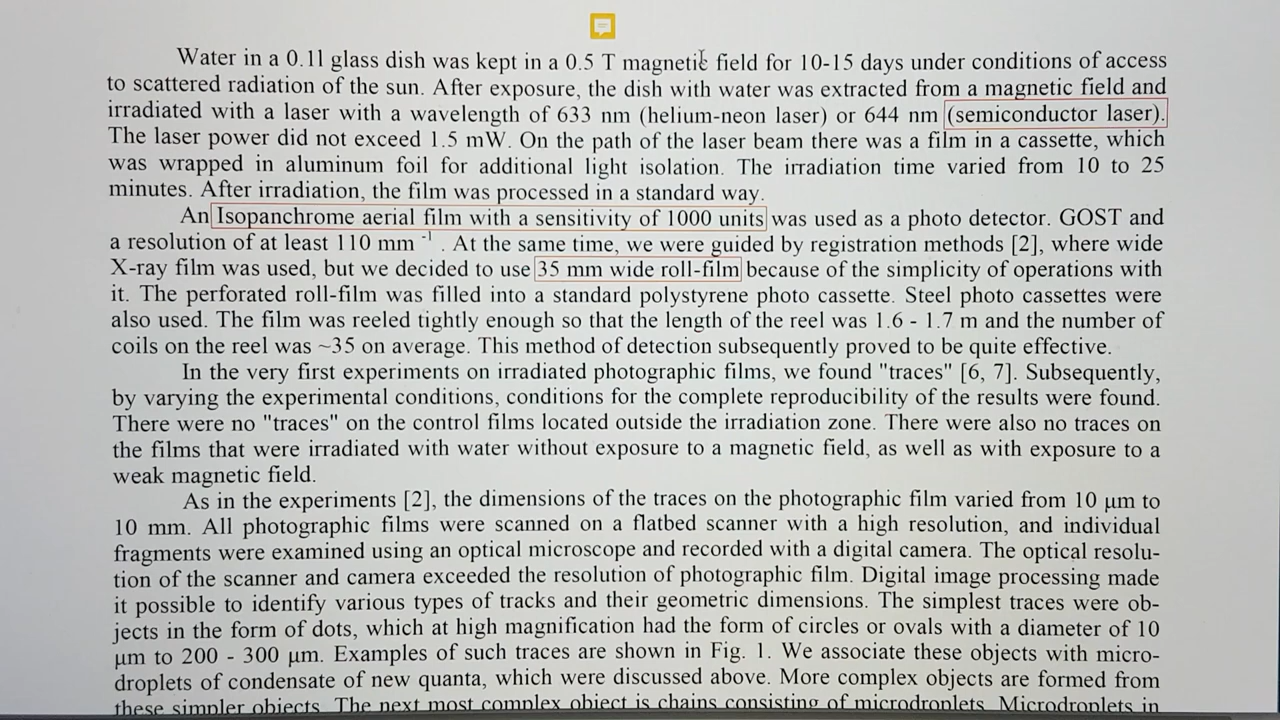 Water in a 0.1l glass dish was kept in a 0.5 T magnetic field for 10-15 days under conditions of access
to scattered radiation of the sun. After exposure, the dish with water was extracted from a magnetic field and
irradiated with a laser with a wavelength of 633 nm (helium-neon laser) or 644 nm (semiconductor laser).
The laser power did not exceed 1.5 mW. On the path of the laser beam there was a film in a cassette, which
was wrapped in aluminum foil for additional light isolation. The irradiation time varied from 10 to 25
minutes. After irradiation, the film was processed in a standard way.
An Isopanchrome aerial film with a sensitivity of 1000 units was used as a photo detector. GOST and
a resolution of at least 110 mm ⁻¹ . At the same time, we were guided by registration methods [2], where wide
X-ray film was used, but we decided to use 35 mm wide roll-film because of the simplicity of operations with
it. The perforated roll-film was filled into a standard polystyrene photo cassette. Steel photo cassettes were
also used. The film was reeled tightly enough so that the length of the reel was 1.6 - 1.7 m and the number of
coils on the reel was ~35 on average. This method of detection subsequently proved to be quite effective.
In the very first experiments on irradiated photographic films, we found "traces" [6, 7]. Subsequently,
by varying the experimental conditions, conditions for the complete reproducibility of the results were found.
There were no "traces" on the control films located outside the irradiation zone. There were also no traces on
the films that were irradiated with water without exposure to a magnetic field, as well as with exposure to a
weak magnetic field.
As in the experiments [2], the dimensions of the traces on the photographic film varied from 10 μm to
10 mm. All photographic films were scanned on a flatbed scanner with a high resolution, and individual
fragments were examined using an optical microscope and recorded with a digital camera. The optical resolu-
tion of the scanner and camera exceeded the resolution of photographic film. Digital image processing made
it possible to identify various types of tracks and their geometric dimensions. The simplest traces were ob-
jects in the form of dots, which at high magnification had the form of circles or ovals with a diameter of 10
μm to 200 - 300 μm. Examples of such traces are shown in Fig. 1. We associate these objects with micro-
droplets of condensate of new quanta, which were discussed above. More complex objects are formed from
these simpler objects. The next most complex object is chains consisting of microdroplets. Microdroplets in